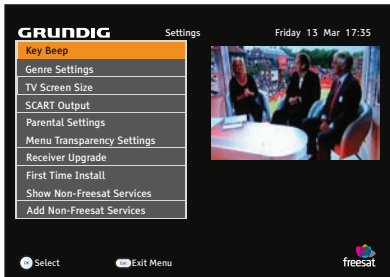 GRUNDIG Settings Friday 13 Mar 17:35
Key Beep
Genre Settings
TV Screen Size
SCART Output
Parental Settings
Menu Transparency Settings
Receiver Upgrade
First Time Install
Show Non-Freesat Services
Add Non-Freesat Services
OK Select Exit Exit Menu freesat